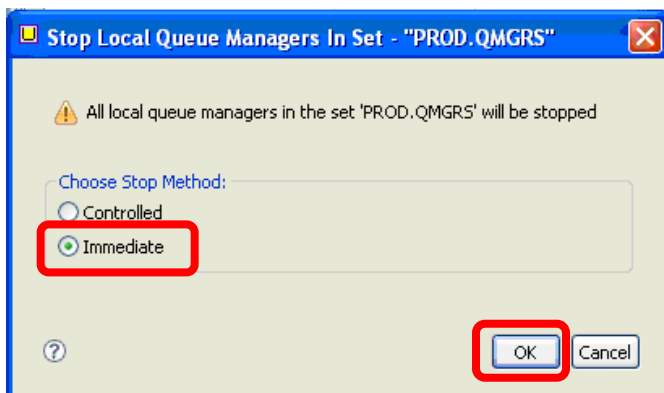 Stop Local Queue Managers In Set - "PROD.QMGRS"
All local queue managers in the set 'PROD.QMGRS' will be stopped
Choose Stop Method:
Controlled
Immediate
OK Cancel